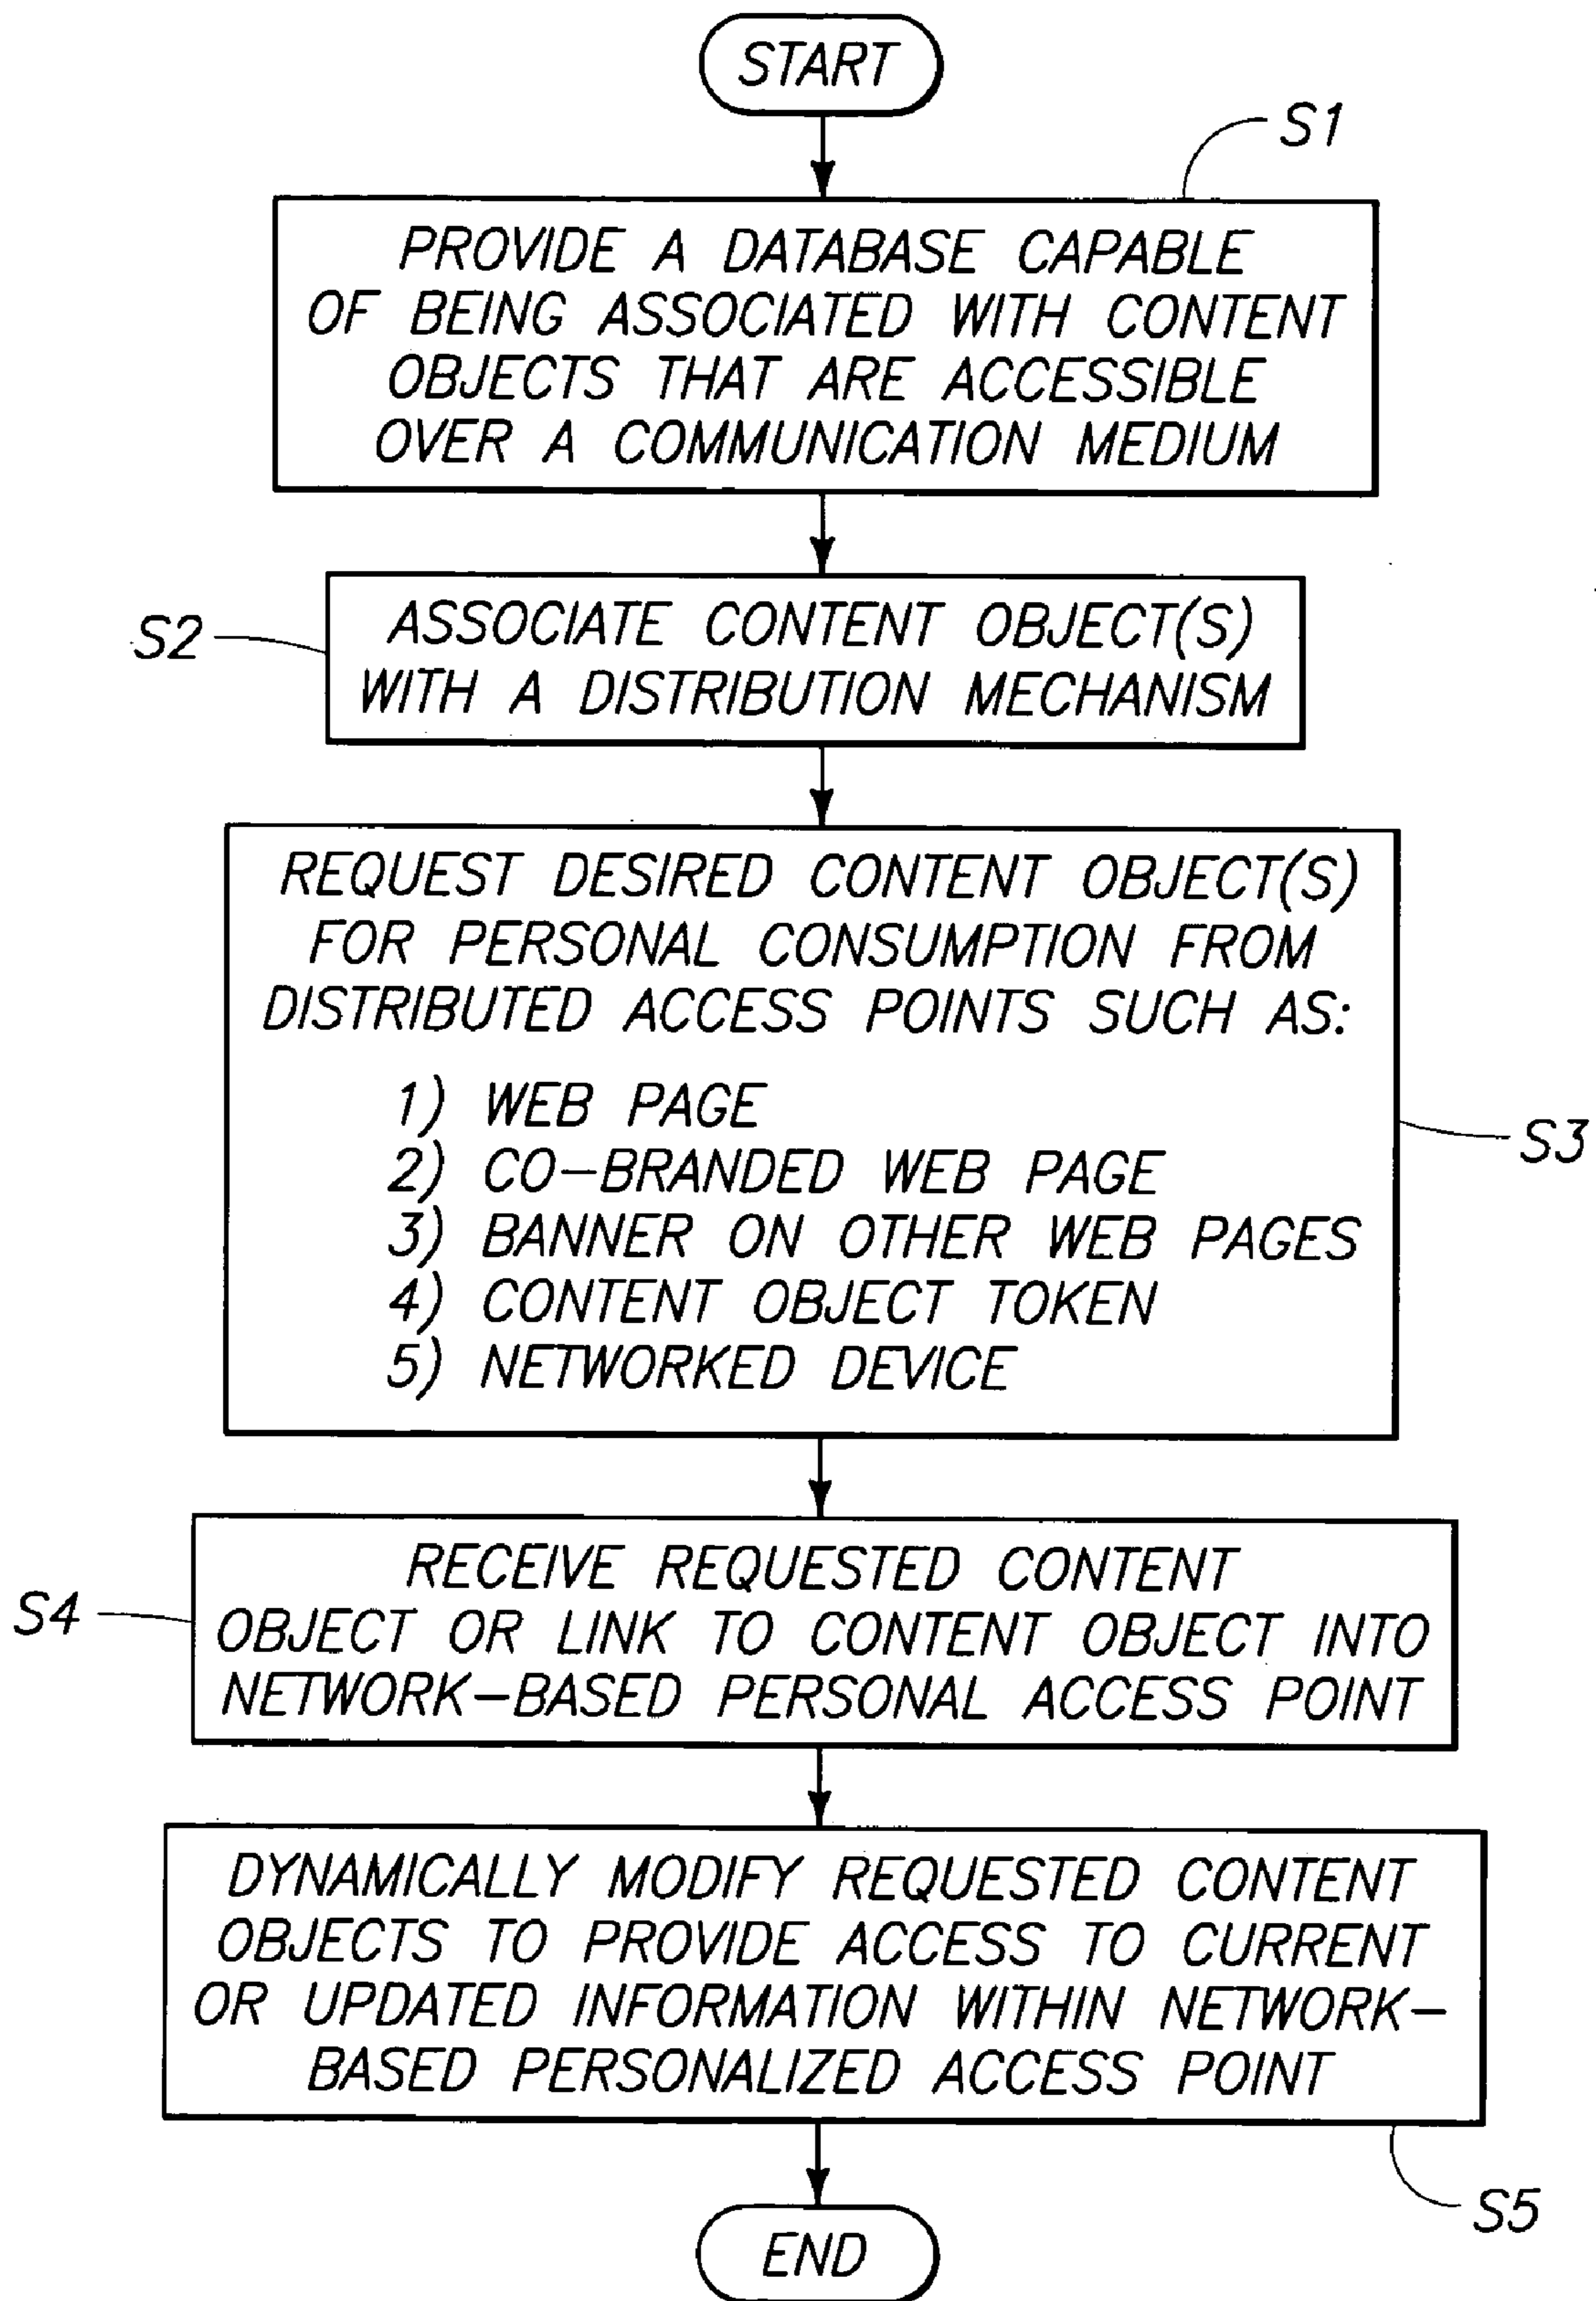 START
S1
PROVIDE A DATABASE CAPABLE
OF BEING ASSOCIATED WITH CONTENT
OBJECTS THAT ARE ACCESSIBLE
OVER A COMMUNICATION MEDIUM
S2
ASSOCIATE CONTENT OBJECT(S)
WITH A DISTRIBUTION MECHANISM
REQUEST DESIRED CONTENT OBJECT(S)
FOR PERSONAL CONSUMPTION FROM
DISTRIBUTED ACCESS POINTS SUCH AS:
1) WEB PAGE
2) CO-BRANDED WEB PAGE
3) BANNER ON OTHER WEB PAGES
4) CONTENT OBJECT TOKEN
5) NETWORKED DEVICE
S3
RECEIVE REQUESTED CONTENT
OBJECT OR LINK TO CONTENT OBJECT INTO
NETWORK-BASED PERSONAL ACCESS POINT
S4
DYNAMICALLY MODIFY REQUESTED CONTENT
OBJECTS TO PROVIDE ACCESS TO CURRENT
OR UPDATED INFORMATION WITHIN NETWORK-
BASED PERSONALIZED ACCESS POINT
S5
END